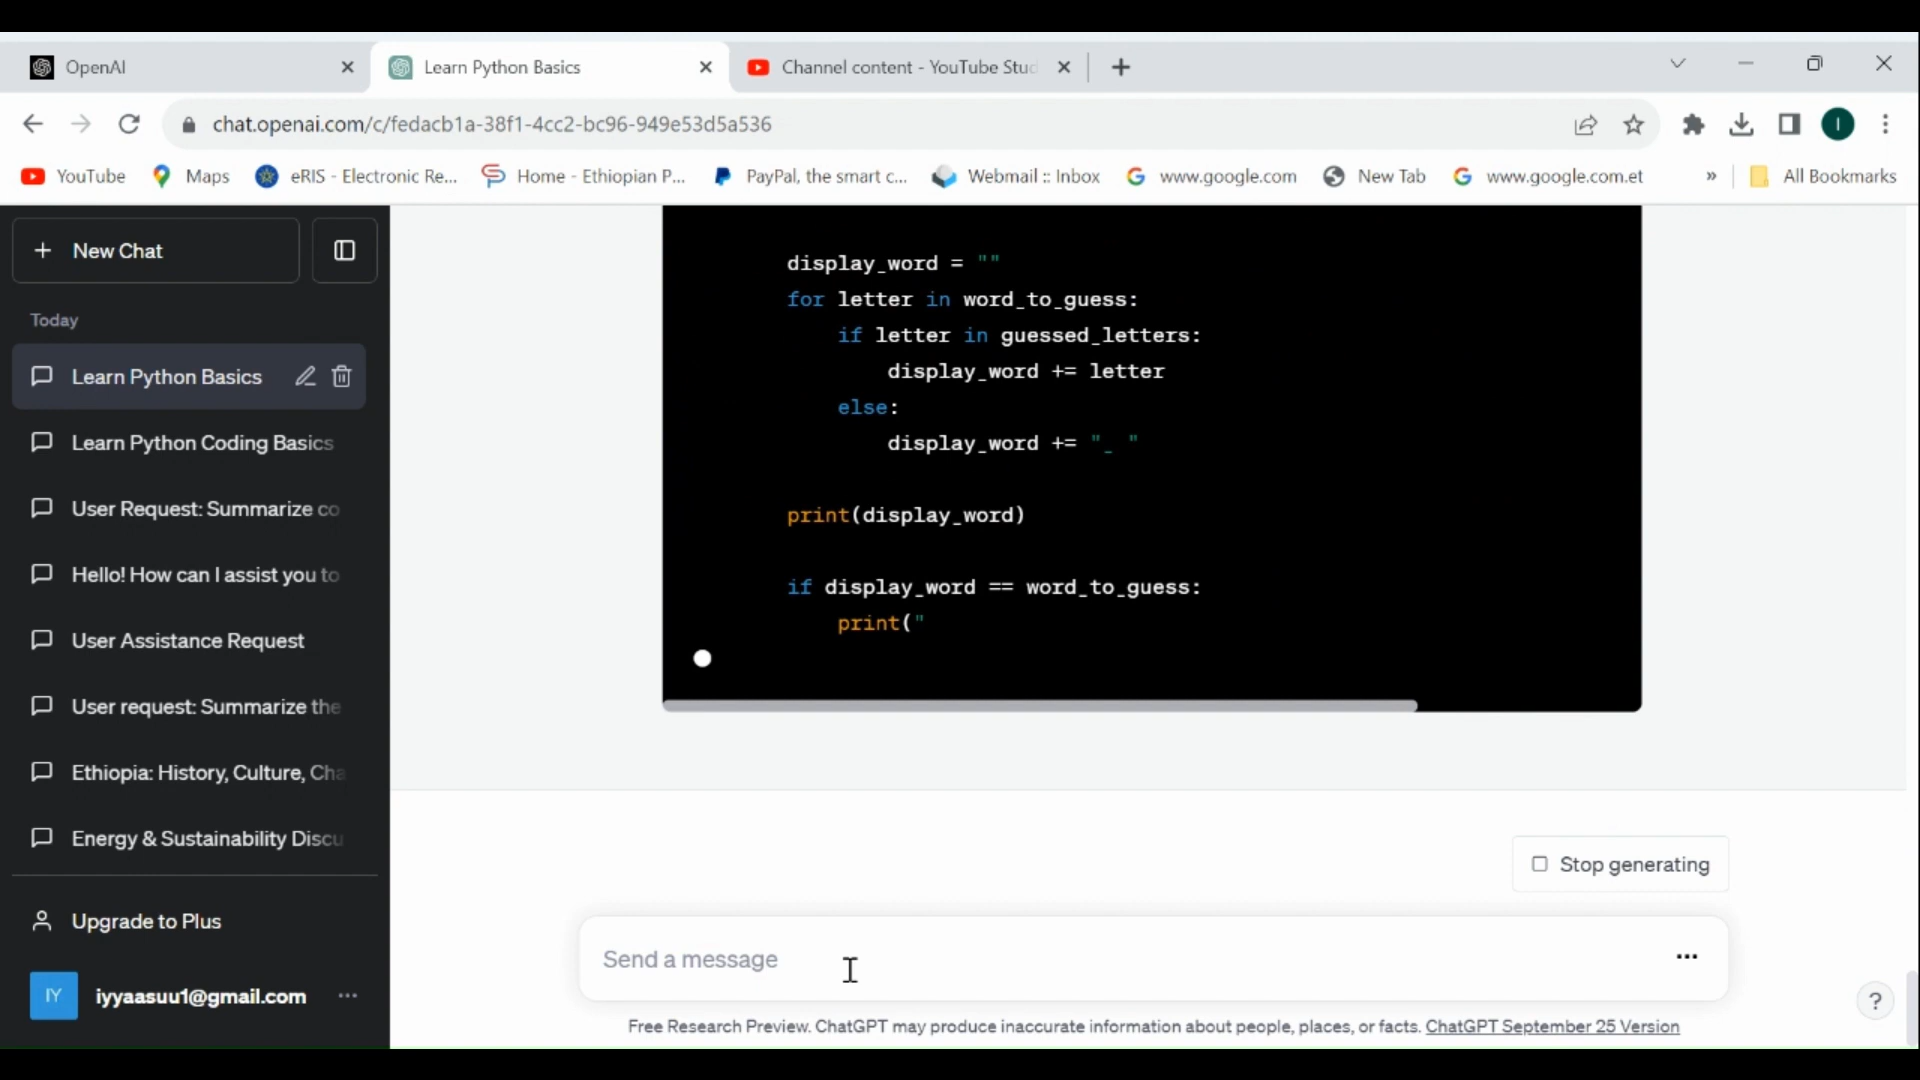 OpenAI
Learn Python Basics
Channel content - YouTube Stud
chat.openai.com/c/fedacb1a-38f1-4cc2-bc96-949e53d5a536
I
YouTube
Maps
eRIS - Electronic Re...
Home - Ethiopian P...
PayPal, the smart c...
Webmail :: Inbox
www.google.com
New Tab
www.google.com.et
»
All Bookmarks
+ New Chat
Today
Learn Python Basics
Learn Python Coding Basics
User Request: Summarize co
Hello! How can I assist you to
User Assistance Request
User request: Summarize the
Ethiopia: History, Culture, Cha
Energy & Sustainability Discu
Upgrade to Plus
IY
iyyaasuu1@gmail.com
...
display_word = ""
for letter in word_to_guess:
if letter in guessed_letters:
display_word += letter
else:
display_word += "_ "
print(display_word)
if display_word == word_to_guess:
print("
Stop generating
Send a message
...
?
Free Research Preview. ChatGPT may produce inaccurate information about people, places, or facts. ChatGPT September 25 Version